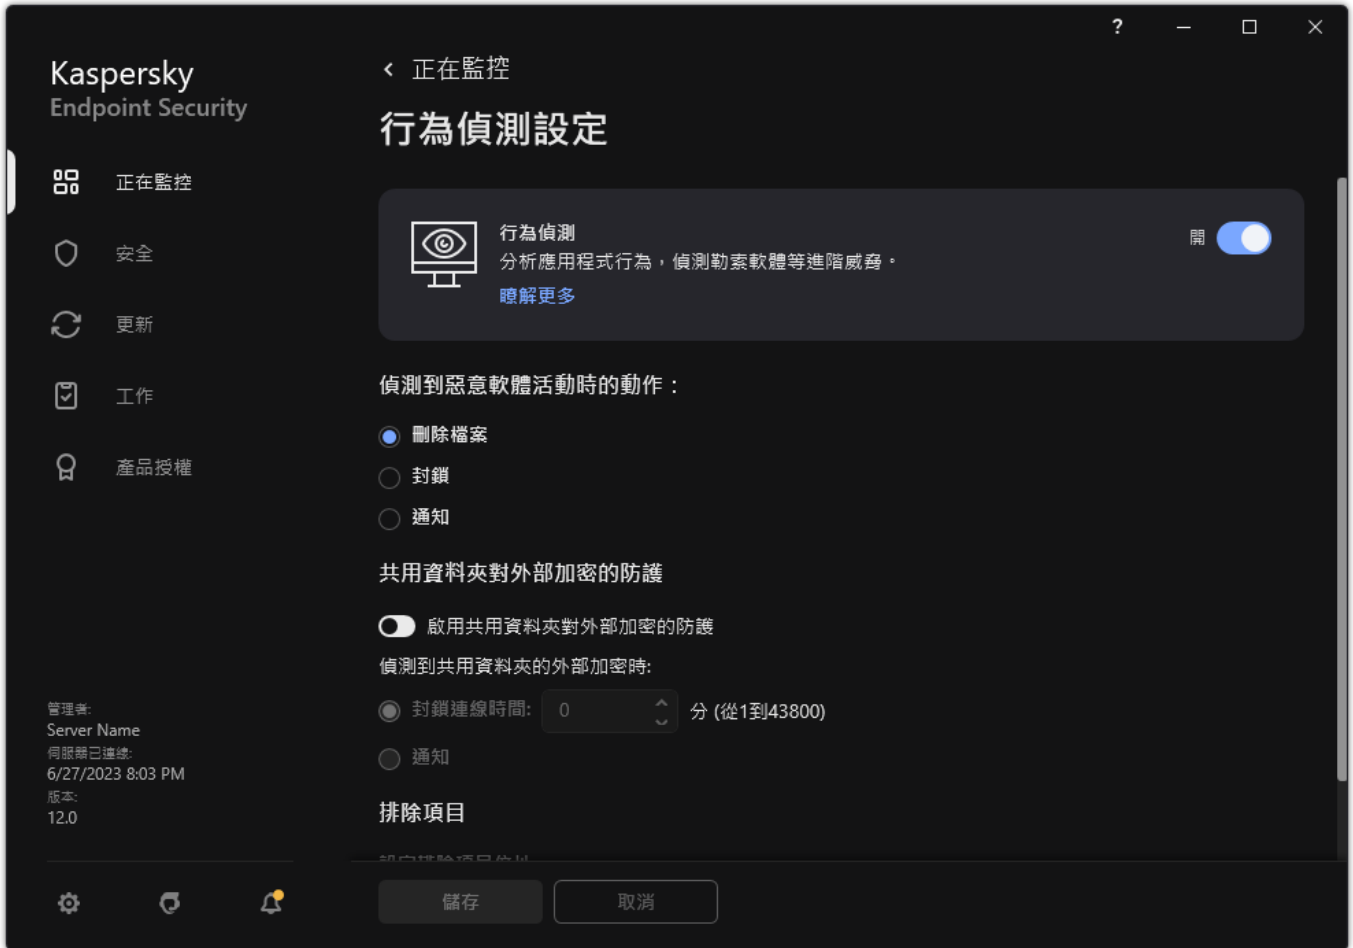 ?
Kaspersky
Endpoint Security
正在監控
安全
更新
工作
產品授權
管理者:
Server Name
伺服器已連線:
6/27/2023 8:03 PM
版本:
12.0
正在監控
行為偵測設定
行為偵測
分析應用程式行為，偵測勒索軟體等進階威脅。
瞭解更多
開
偵測到惡意軟體活動時的動作：
刪除檔案
封鎖
通知
共用資料夾對外部加密的防護
啟用共用資料夾對外部加密的防護
偵測到共用資料夾的外部加密時:
封鎖連線時間: 0 分 (從1到43800)
通知
排除項目
儲存 取消